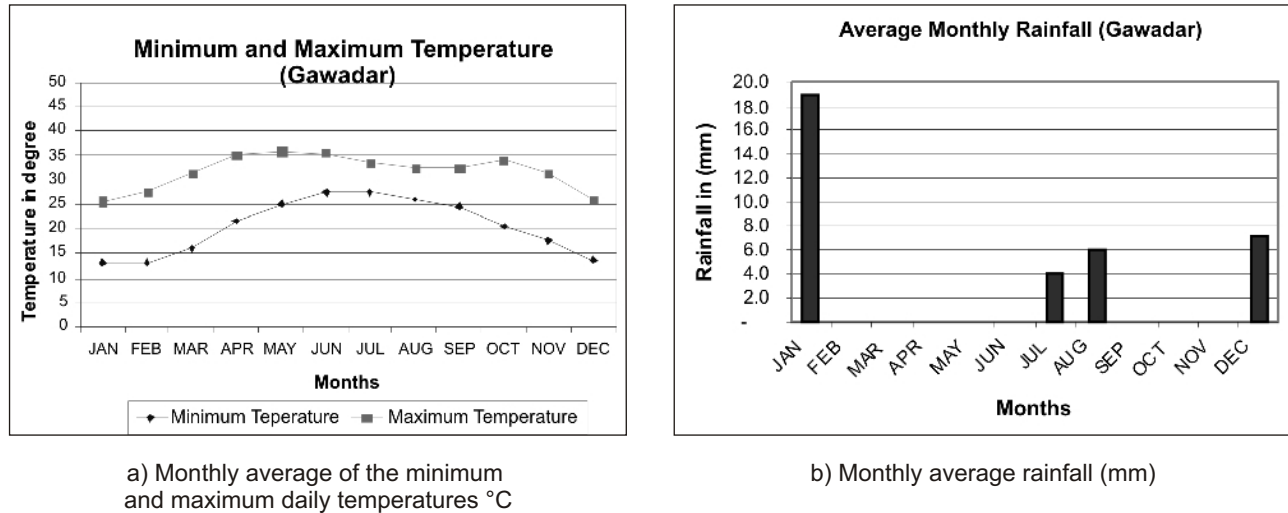 Minimum and Maximum Temperature
(Gawadar)
Temperature in degree
50
45
40
35
30
25
20
15
10
5
0
JAN FEB MAR APR MAY JUN JUL AUG SEP OCT NOV DEC
Months
Minimum Teperature Maximum Temperature
a) Monthly average of the minimum
and maximum daily temperatures °C
Average Monthly Rainfall (Gawadar)
Rainfall in (mm)
20.0
18.0
16.0
14.0
12.0
10.0
8.0
6.0
4.0
2.0
-
JAN FEB MAR APR MAY JUN JUL AUG SEP OCT NOV DEC
Months
b) Monthly average rainfall (mm)